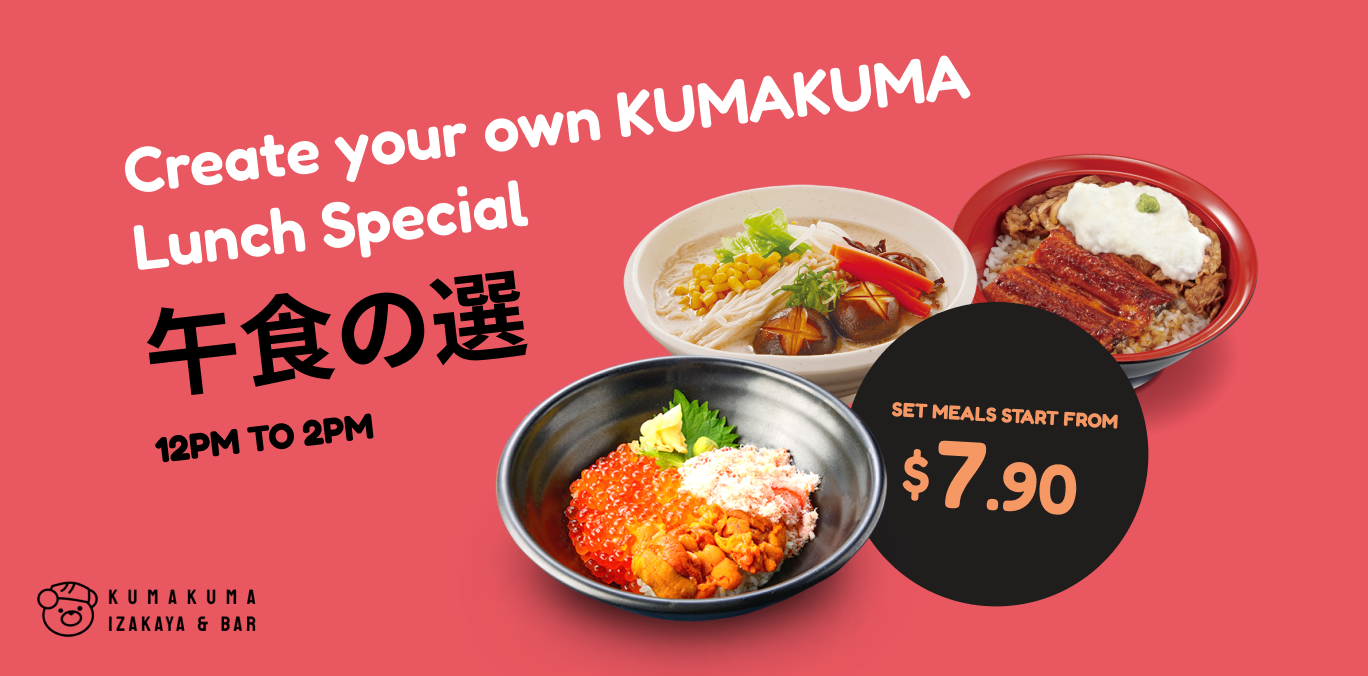 Create your own KUMAKUMA
Lunch Special
午食の選
12PM TO 2PM
SET MEALS START FROM
$7.90
KUMAKUMA
IZAKAYA & BAR